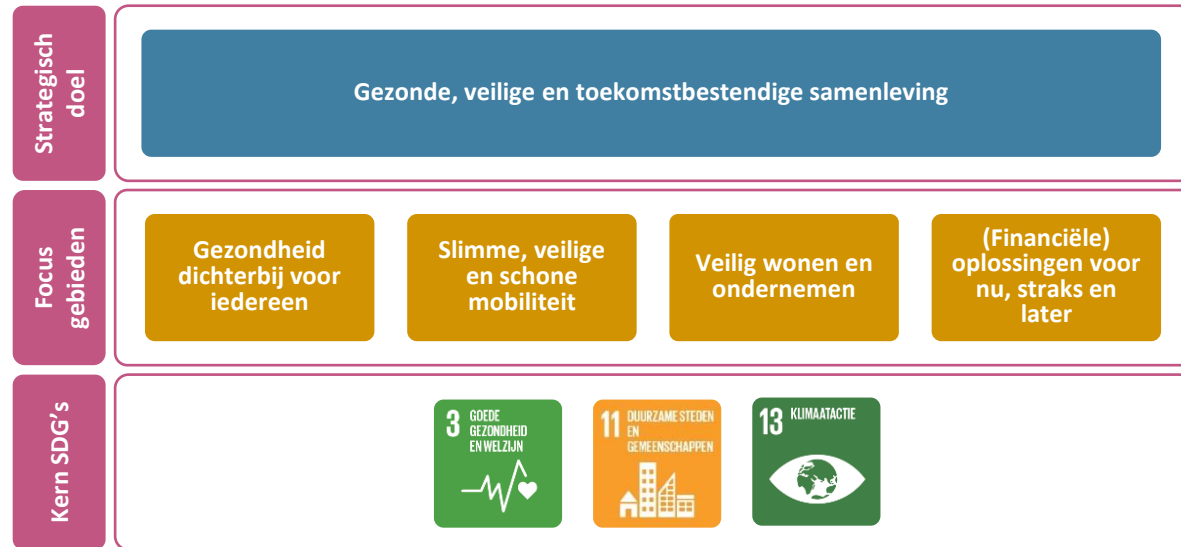 Strategisch
doel
Gezonde, veilige en toekomstbestendige samenleving
Focus
gebieden
Gezondheid
dichterbij voor
iedereen
Slimme, veilige
en schone
mobiliteit
Veilig wonen en
ondernemen
(Financiële)
oplossingen voor
nu, straks en
later
Kern SDG’s
3 GOEDE
GEZONDHEID
EN WELZIJN
11 DUURZAME STEDEN
EN
GEMEENSCHAPPEN
13 KLIMAATACTIE